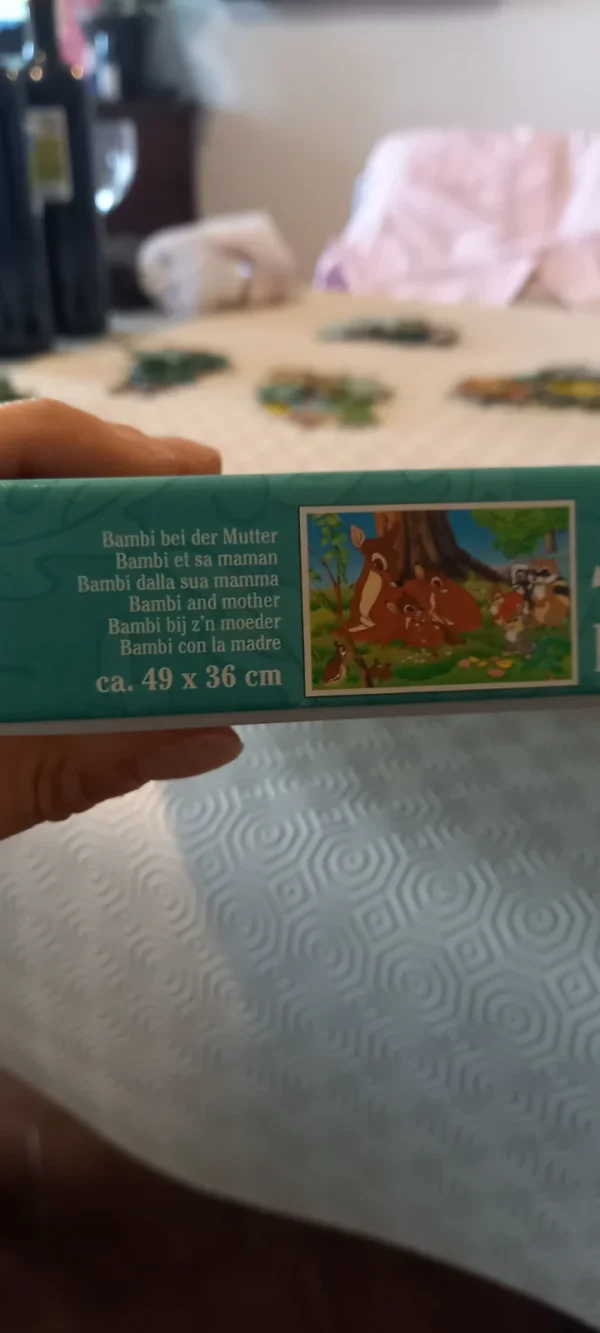 Bambi bei der Mutter
Bambi et sa maman
Bambi dalla sua mamma
Bambi and mother
Bambi bij z'n moeder
Bambi con la madre
ca. 49 x 36 cm